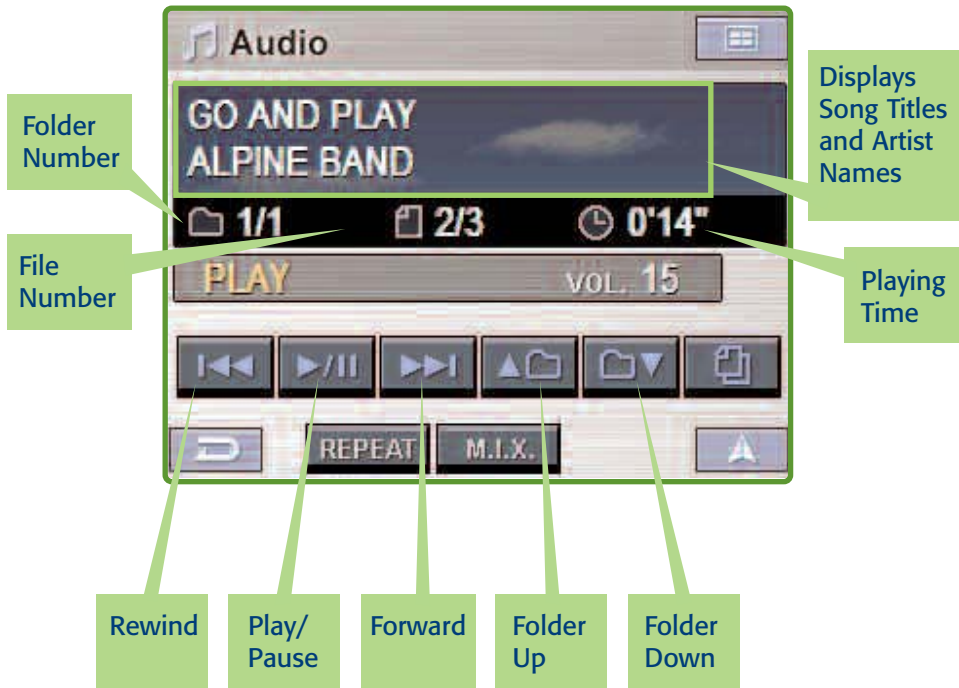 Audio
GO AND PLAY
ALPINE BAND
1/1 2/3 0'14"
PLAY VOL. 15
REPEAT M.I.X.
Folder
Number
File
Number
Displays
Song Titles
and Artist
Names
Playing
Time
Rewind
Play/
Pause
Forward
Folder
Up
Folder
Down